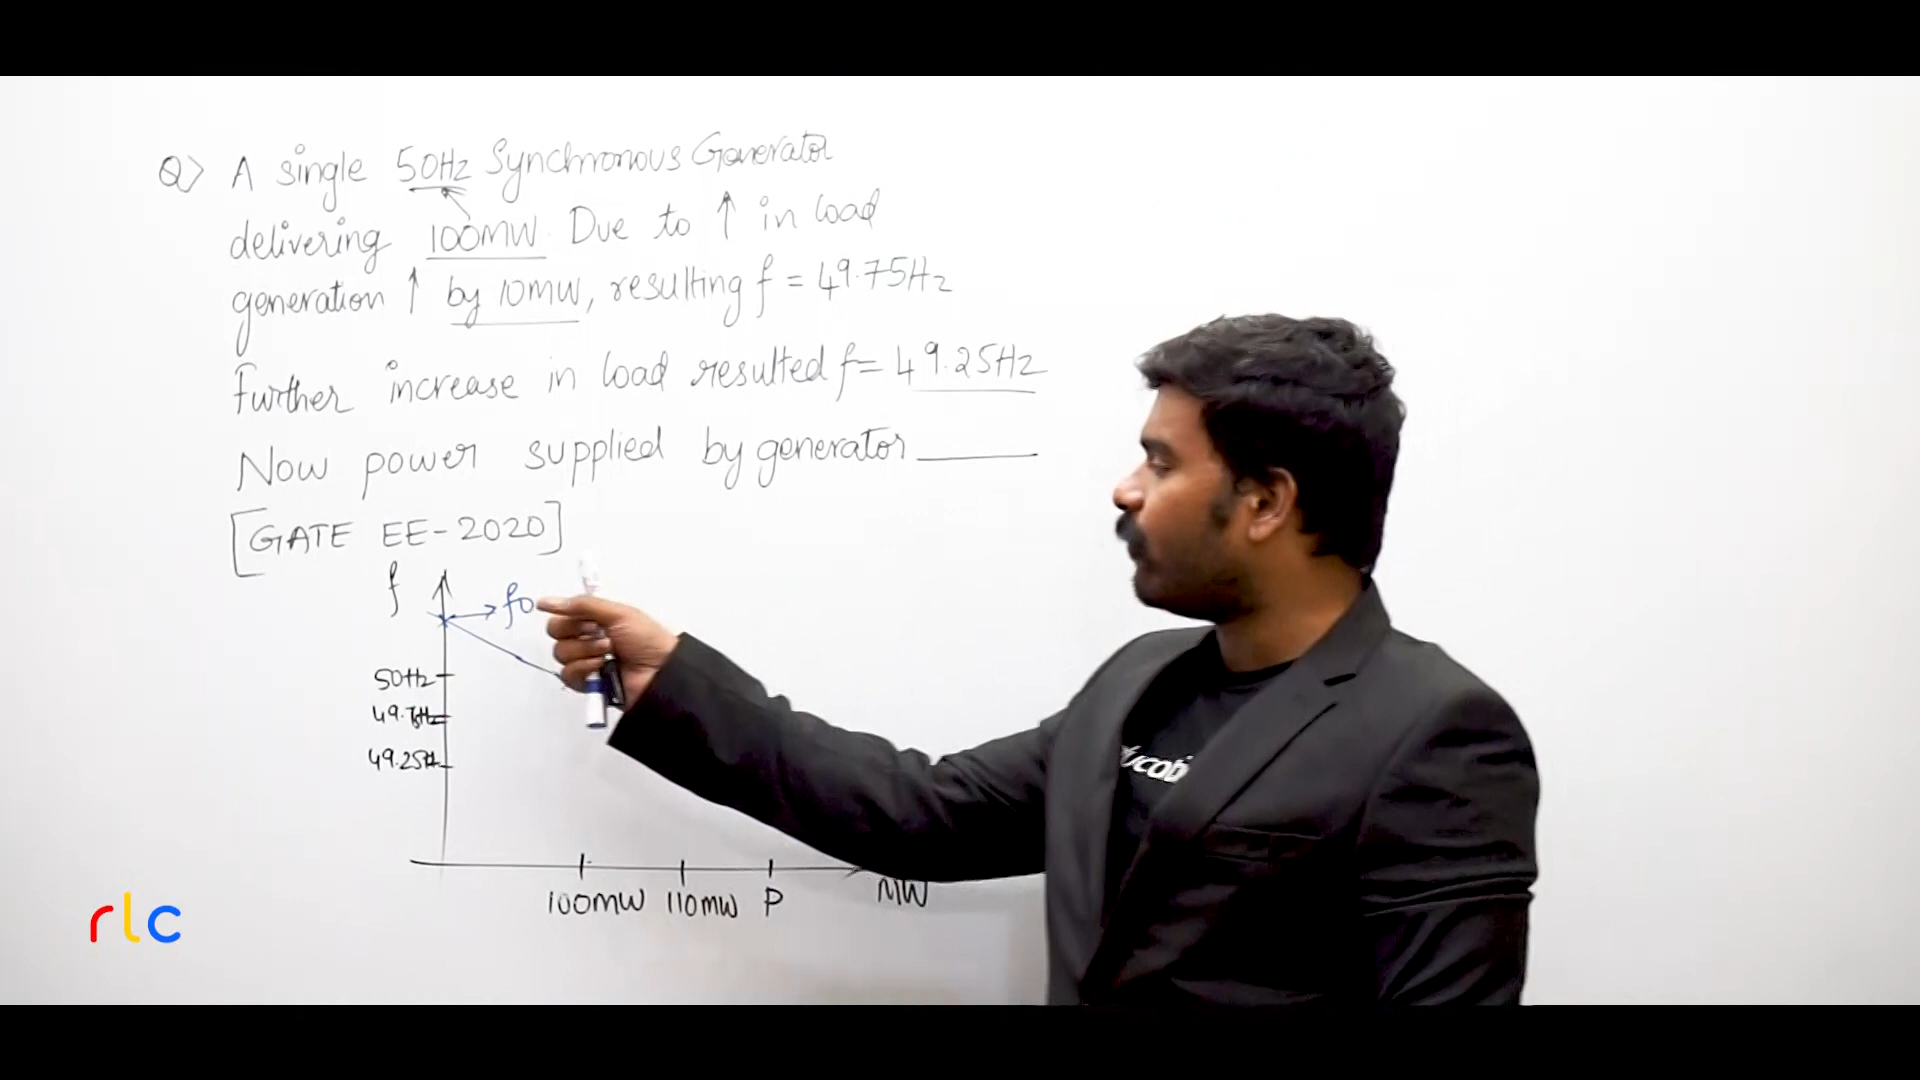 Q> A single 50Hz Synchronous Generator
delivering 100MW. Due to ↑ in load
generation ↑ by 10MW, resulting f = 49.75Hz
Further increase in load resulted f= 49.25Hz
Now power supplied by generator ____
[GATE EE-2020]
f
f0
50Hz
49.75Hz
49.25H
100MW 110MW P MW
rlc